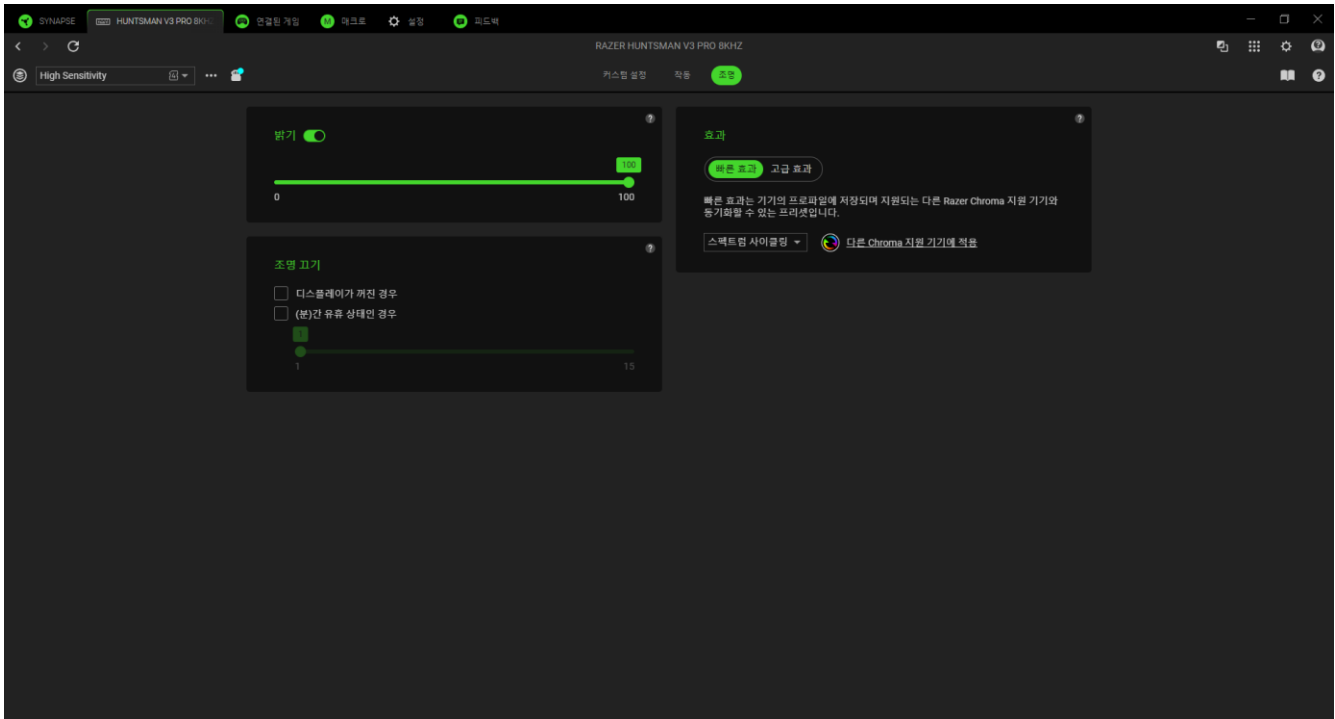 SYNAPSE HUNTSMAN V3 PRO 8KHZ 연결된 게임 M 매크로 설정 피드백
RAZER HUNTSMAN V3 PRO 8KHZ
High Sensitivity 커스텀 설정 작동 조명
밝기
100
0 100
조명 끄기
디스플레이가 꺼진 경우
(분)간 유휴 상태인 경우
1
1 15
효과
빠른 효과 고급 효과
빠른 효과는 기기의 프로파일에 저장되며 지원되는 다른 Razer Chroma 지원 기기와
동기화할 수 있는 프리셋입니다.
스펙트럼 사이클링 다른 Chroma 지원 기기에 적용